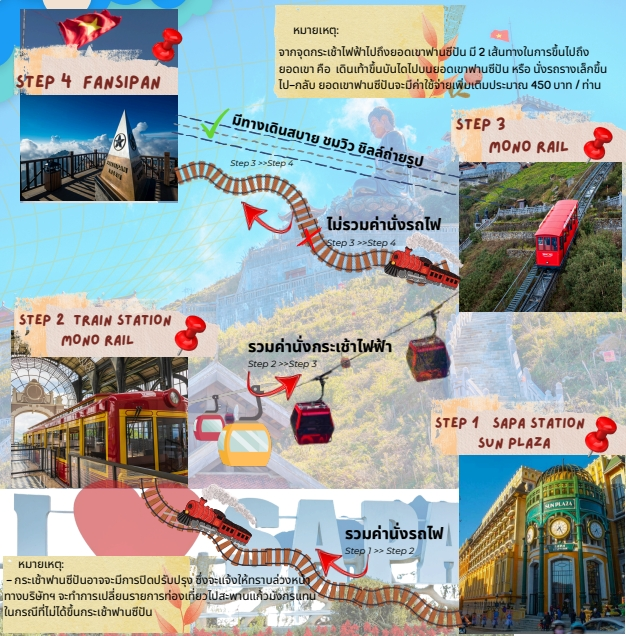 หมายเหตุ:
จากจุดกระเช้าไฟฟ้าไปถึงยอดเขาฟานซีปัน มี 2 เส้นทางในการขึ้นไปถึง
ยอดเขา คือ เดินเท้าขึ้นบันไดไปบนยอดเขาฟานซีปัน หรือ นั่งรถรางเล็กขึ้น
ไป-กลับ ยอดเขาฟานซีปันจะมีค่าใช้จ่ายเพิ่มเติมประมาณ 450 บาท / ท่าน
STEP 4 FANSIPAN
มีทางเดินสบาย ชมวิว ชิลล์ถ่ายรูป
Step 3 >>Step 4
STEP 3
MONO RAIL
ไม่รวมค่านั่งรถไฟ
Step 3 >>Step 4
STEP 2 TRAIN STATION
MONO RAIL
รวมค่านั่งกระเช้าไฟฟ้า
Step 2 >>Step 3
STEP 1 SAPA STATION
SUN PLAZA
SUN PLAZA
I SAPA
รวมค่านั่งรถไฟ
Step 1 >> Step 2
หมายเหตุ:
- กระเช้าฟานซีปันอาจจะมีการปิดปรับปรุง ซึ่งจะแจ้งให้ทราบล่วงหน้า
ทางบริษัทฯ จะทำการเปลี่ยนรายการท่องเที่ยวไปสะพานแก้วมังกรแทน
ในกรณีที่ไม่ได้ขึ้นกระเช้าฟานซีปัน